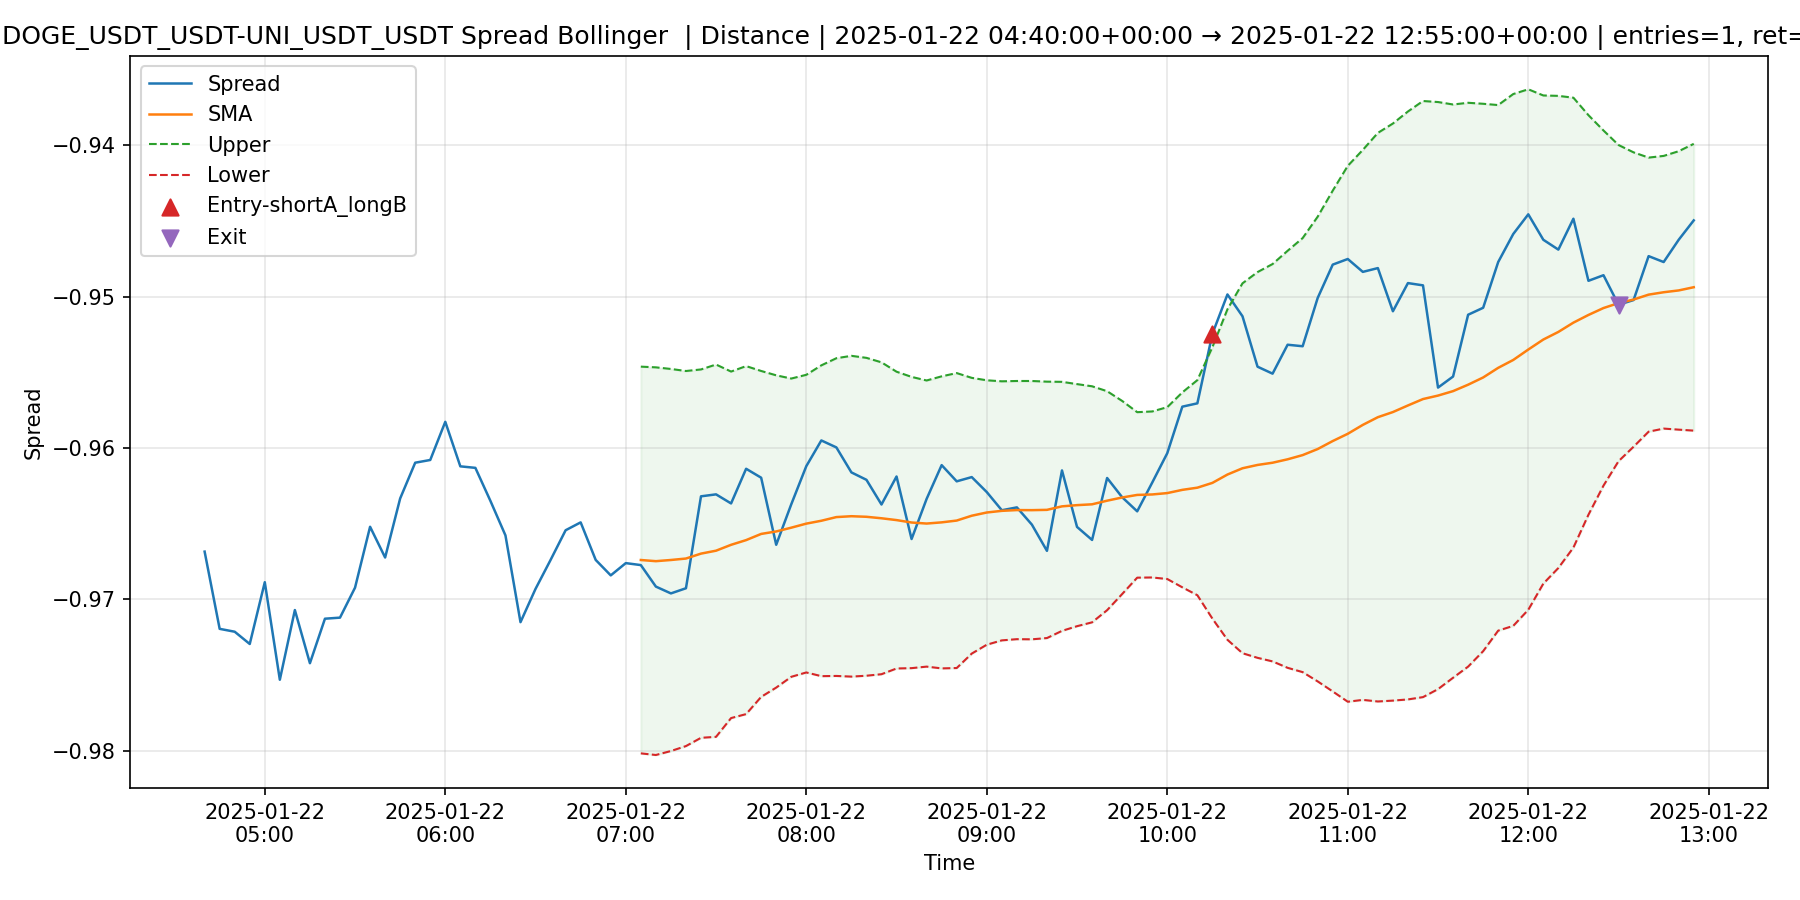 DOGE_USDT_USDT-UNI_USDT_USDT Spread Bollinger | Distance | 2025-01-22 04:40:00+00:00 → 2025-01-22 12:55:00+00:00 | entries=1, ret=
Spread
SMA
Upper
Lower
Entry-shortA_longB
Exit
−0.94
−0.95
−0.96
−0.97
−0.98
Spread
2025-01-22 2025-01-22 2025-01-22 2025-01-22 2025-01-22 2025-01-22 2025-01-22 2025-01-22 2025-01-22
05:00 06:00 07:00 08:00 09:00 10:00 11:00 12:00 13:00
Time